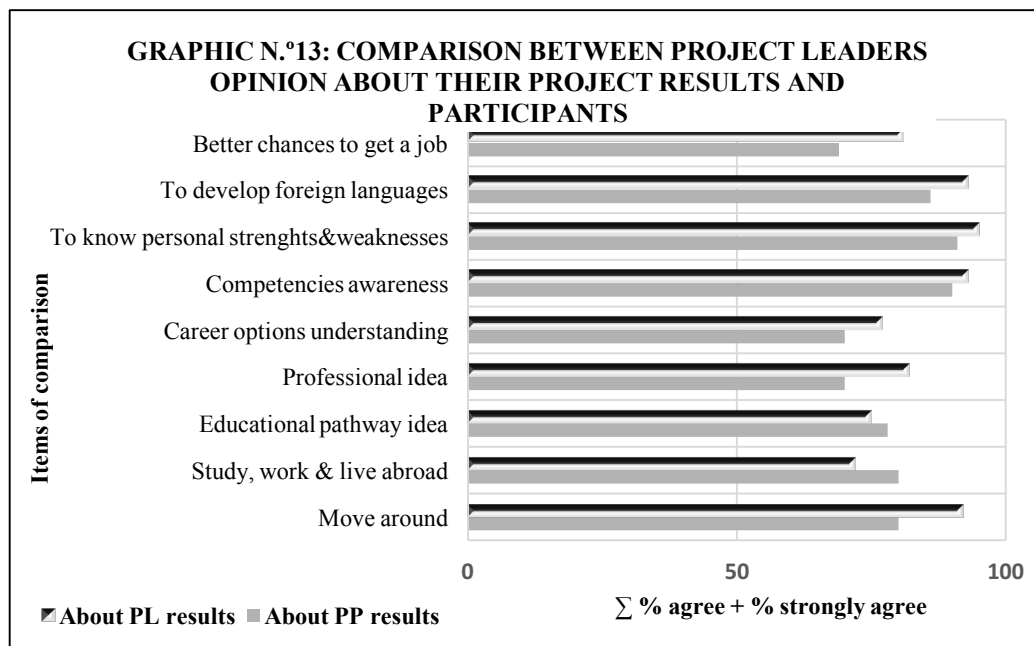 GRAPHIC N.º13: COMPARISON BETWEEN PROJECT LEADERS
OPINION ABOUT THEIR PROJECT RESULTS AND
PARTICIPANTS
Items of comparison
Better chances to get a job
To develop foreign languages
To know personal strenghts&weaknesses
Competencies awareness
Career options understanding
Professional idea
Educational pathway idea
Study, work & live abroad
Move around
0 50 100
∑ % agree + % strongly agree
About PL results About PP results